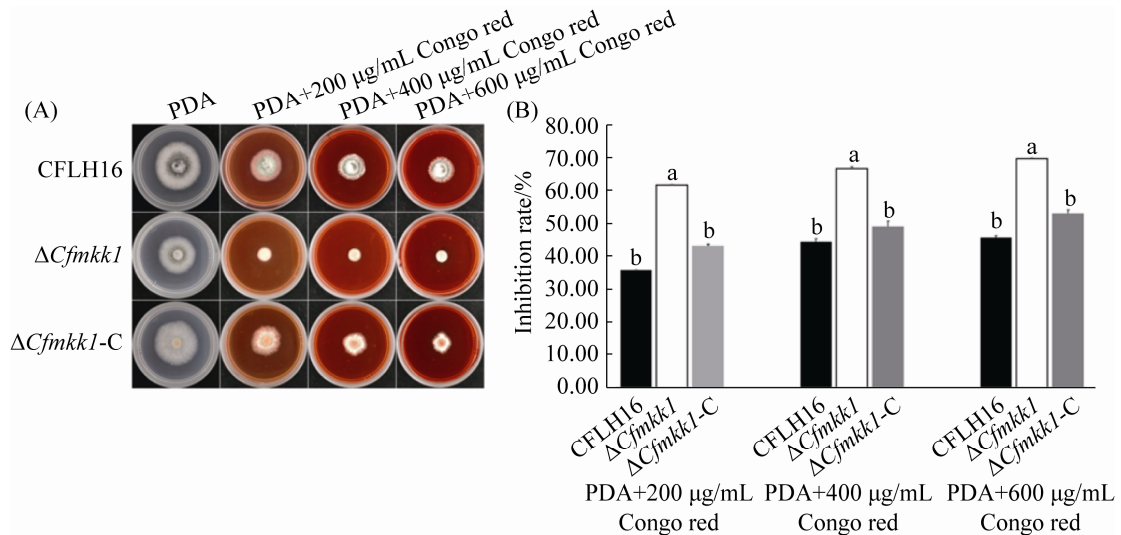 (A)
PDA
PDA+200 μg/mL Congo red
PDA+400 μg/mL Congo red
PDA+600 μg/mL Congo red
CFLH16
ΔCfmkk1
ΔCfmkk1-C
(B)
Inhibition rate/%
80.00
70.00
60.00
50.00
40.00
30.00
20.00
10.00
0.00
b
a
b
b
a
b
b
a
b
CFLH16
ΔCfmkk1
ΔCfmkk1-C
CFLH16
ΔCfmkk1
ΔCfmkk1-C
CFLH16
ΔCfmkk1
ΔCfmkk1-C
PDA+200 μg/mL
Congo red
PDA+400 μg/mL
Congo red
PDA+600 μg/mL
Congo red